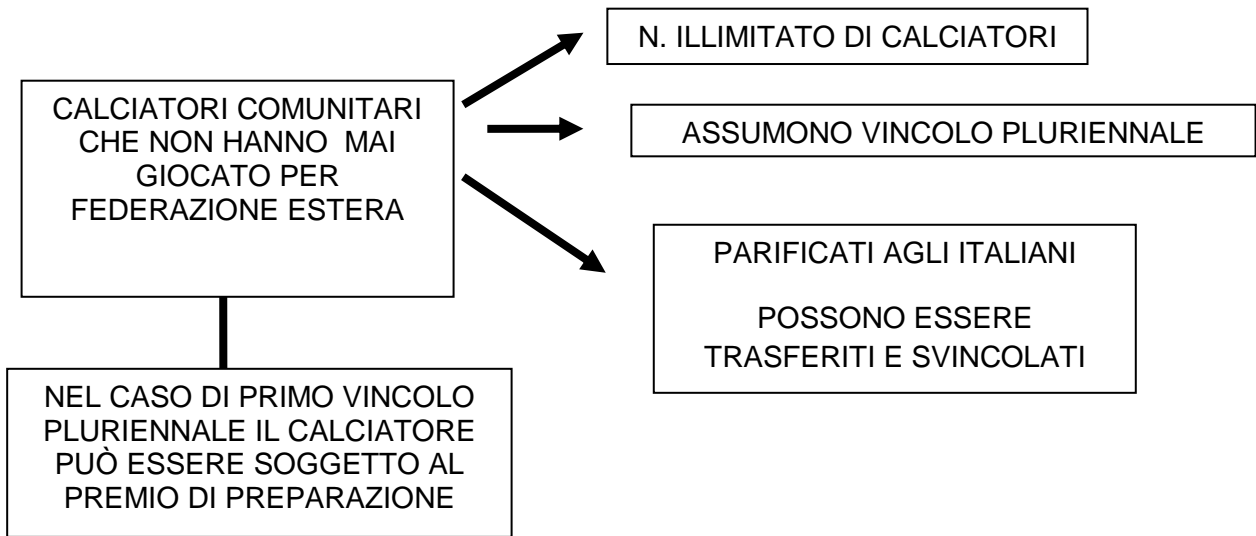 N. ILLIMITATO DI CALCIATORI
CALCIATORI COMUNITARI
CHE NON HANNO MAI
GIOCATO PER
FEDERAZIONE ESTERA
ASSUMONO VINCOLO PLURIENNALE
PARIFICATI AGLI ITALIANI
POSSONO ESSERE
TRASFERITI E SVINCOLATI
NEL CASO DI PRIMO VINCOLO
PLURIENNALE IL CALCIATORE
PUÒ ESSERE SOGGETTO AL
PREMIO DI PREPARAZIONE